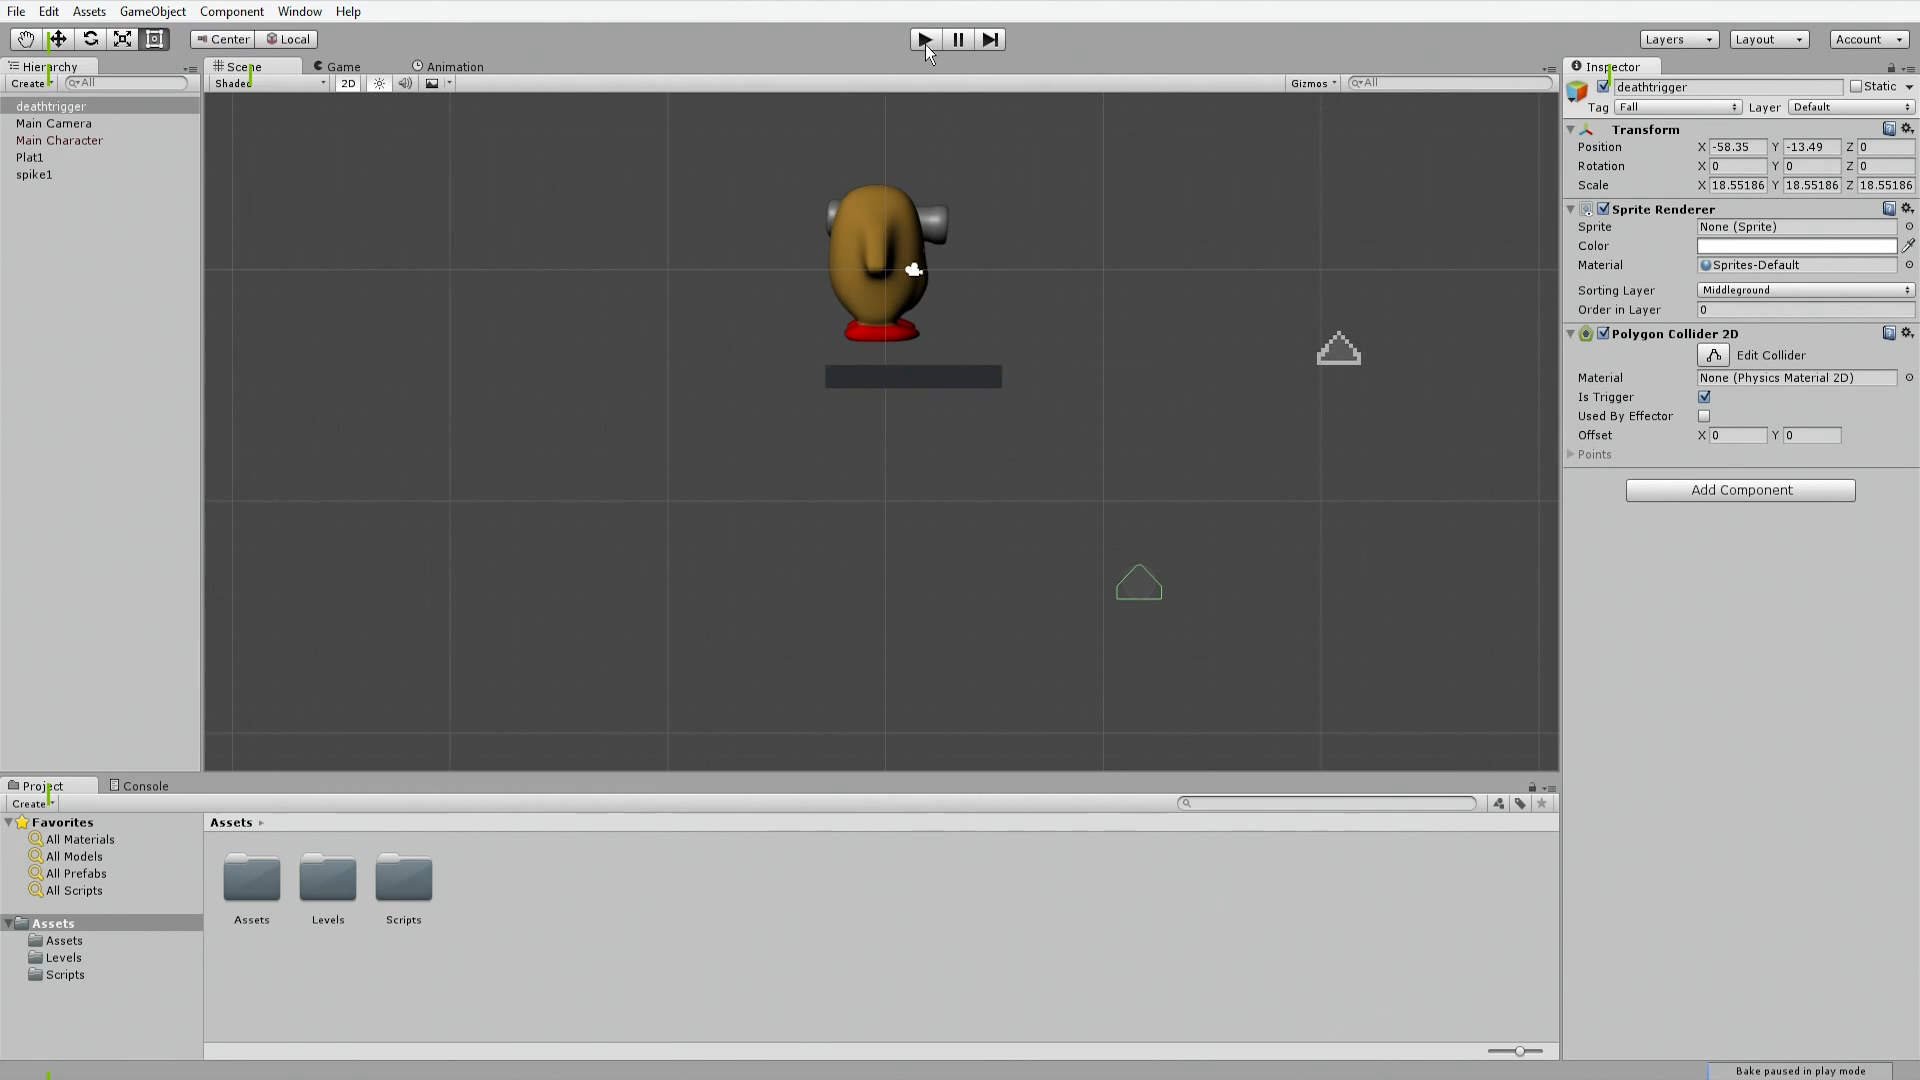 File Edit Assets GameObject Component Window Help
Center Local
Layers Layout Account
Hierarchy
Create All
deathtrigger
Main Camera
Main Character
Plat1
spike1
Scene Game Animation
Shaded 2D Gizmos All
Inspector
deathtrigger Static
Tag Fall Layer Default
Transform
Position X -58.35 Y -13.49 Z 0
Rotation X 0 Y 0 Z 0
Scale X 18.55186 Y 18.55186 Z 18.55186
Sprite Renderer
Sprite None (Sprite)
Color
Material Sprites-Default
Sorting Layer Middleground
Order in Layer 0
Polygon Collider 2D
Edit Collider
Material None (Physics Material 2D)
Is Trigger
Used By Effector
Offset X 0 Y 0
Points
Add Component
Project Console
Create
Favorites
All Materials
All Models
All Prefabs
All Scripts
Assets
Assets
Levels
Scripts
Assets
Assets Levels Scripts
Bake paused in play mode